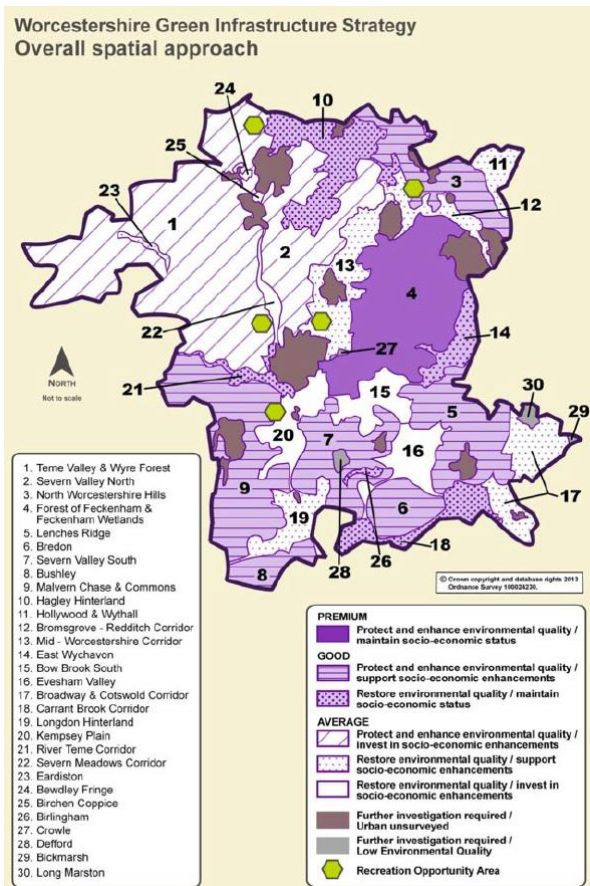 Worcestershire Green Infrastructure Strategy
Overall spatial approach
24
10
25
11
3
23
12
1
2
13
4
22
14
27
21
30
15
5
29
20
7
16
9
17
19
6
26
18
8
28
NORTH
Not to scale
© Crown copyright and database rights 2013
Ordnance Survey 100024230.
1. Teme Valley & Wyre Forest
2. Severn Valley North
3. North Worcestershire Hills
4. Forest of Feckenham &
Feckenham Wetlands
5. Lenches Ridge
6. Bredon
7. Severn Valley South
8. Bushley
9. Malvern Chase & Commons
10. Hagley Hinterland
11. Hollywood & Wythall
12. Bromsgrove - Redditch Corridor
13. Mid - Worcestershire Corridor
14. East Wychavon
15. Bow Brook South
16. Evesham Valley
17. Broadway & Cotswold Corridor
18. Carrant Brook Corridor
19. Longdon Hinterland
20. Kempsey Plain
21. River Teme Corridor
22. Severn Meadows Corridor
23. Eardiston
24. Bewdley Fringe
25. Birchen Coppice
26. Birlingham
27. Crowle
28. Defford
29. Bickmarsh
30. Long Marston
PREMIUM
Protect and enhance environmental quality /
maintain socio-economic status
GOOD
Protect and enhance environmental quality /
support socio-economic enhancements
Restore environmental quality / maintain
socio-economic status
AVERAGE
Protect and enhance environmental quality /
invest in socio-economic enhancements
Restore environmental quality / support
socio-economic enhancements
Restore environmental quality / invest in
socio-economic enhancements
Further investigation required /
Urban unsurveyed
Further investigation required /
Low Environmental Quality
Recreation Opportunity Area